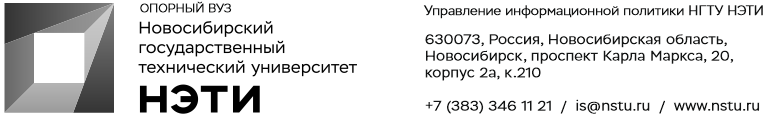 ОПОРНЫЙ ВУЗ
Новосибирский
государственный
технический университет
НЭТИ
Управление информационной политики НГТУ НЭТИ
630073, Россия, Новосибирская область,
Новосибирск, проспект Карла Маркса, 20,
корпус 2а, к.210
+7 (383) 346 11 21 / is@nstu.ru / www.nstu.ru